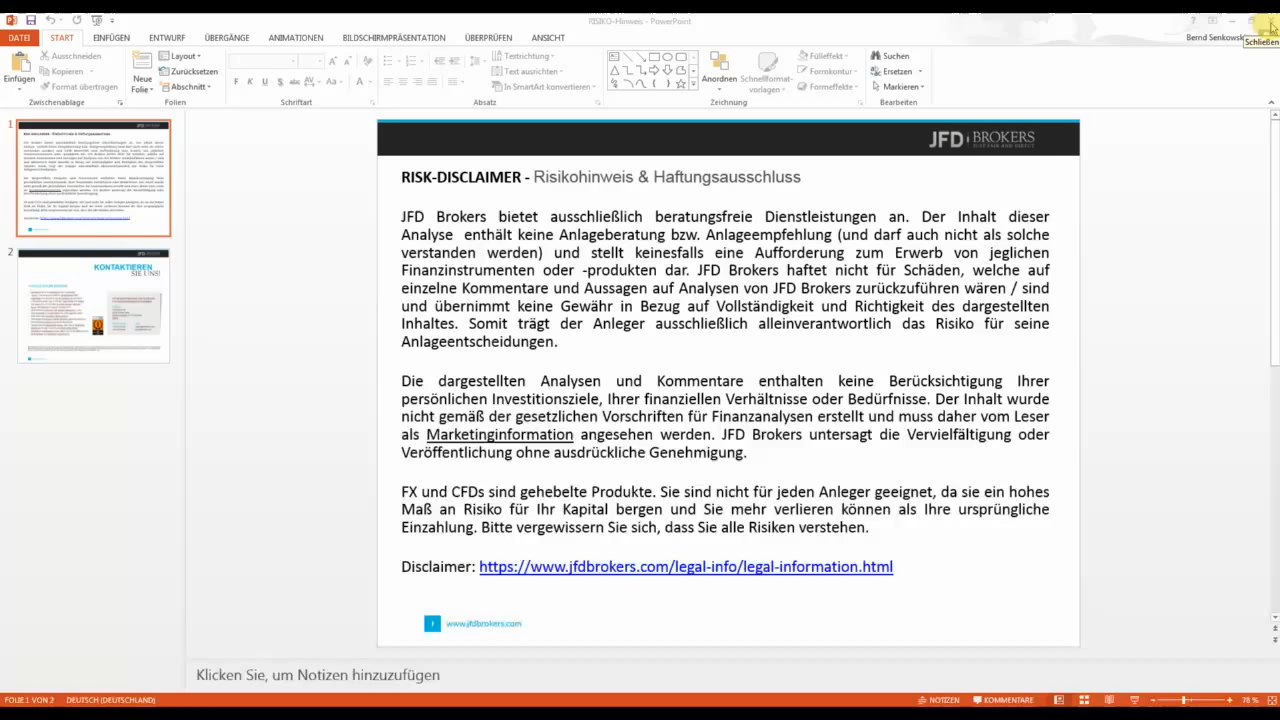 RISIKO-Hinweis - PowerPoint
DATEI START EINFÜGEN ENTWURF ÜBERGÄNGE ANIMATIONEN BILDSCHIRMPRÄSENTATION ÜBERPRÜFEN ANSICHT
Bernd Senkowski
Schließen
Einfügen
Ausschneiden
Kopieren
Format übertragen
Zwischenablage
Neue Folie
Layout
Zurücksetzen
Abschnitt
Folien
F K U S abc AV Aa A
Schriftart
Textrichtung
Text ausrichten
In SmartArt konvertieren
Absatz
Anordnen
Schnellformat-
vorlagen
Fülleffekt
Formkontur
Formeffekte
Zeichnung
Suchen
Ersetzen
Markieren
Bearbeiten
1
2
KONTAKTIEREN
SIE UNS!
JFD BROKERS
JUST FAIR AND DIRECT
RISK-DISCLAIMER - Risikohinweis & Haftungsausschuss
JFD Brokers bietet ausschließlich beratungsfreie Dienstleistungen an. Der Inhalt dieser
Analyse enthält keine Anlageberatung bzw. Anlageempfehlung (und darf auch nicht als solche
verstanden werden) und stellt keinesfalls eine Aufforderung zum Erwerb von jeglichen
Finanzinstrumenten oder -produkten dar. JFD Brokers haftet nicht für Schäden, welche auf
einzelne Kommentare und Aussagen auf Analysen von JFD Brokers zurückzuführen wären / sind
und übernimmt keine Gewähr in Bezug auf Vollständigkeit und Richtigkeit des dargestellten
Inhaltes. Somit trägt der Anleger ausschließlich alleinverantwortlich das Risiko für seine
Anlageentscheidungen.
Die dargestellten Analysen und Kommentare enthalten keine Berücksichtigung Ihrer
persönlichen Investitionsziele, Ihrer finanziellen Verhältnisse oder Bedürfnisse. Der Inhalt wurde
nicht gemäß der gesetzlichen Vorschriften für Finanzanalysen erstellt und muss daher vom Leser
als Marketinginformation angesehen werden. JFD Brokers untersagt die Vervielfältigung oder
Veröffentlichung ohne ausdrückliche Genehmigung.
FX und CFDs sind gehebelte Produkte. Sie sind nicht für jeden Anleger geeignet, da sie ein hohes
Maß an Risiko für Ihr Kapital bergen und Sie mehr verlieren können als Ihre ursprüngliche
Einzahlung. Bitte vergewissern Sie sich, dass Sie alle Risiken verstehen.
Disclaimer: https://www.jfdbrokers.com/legal-info/legal-information.html
www.jfdbrokers.com
Klicken Sie, um Notizen hinzuzufügen
FOLIE 1 VON 2 DEUTSCH (DEUTSCHLAND) NOTIZEN KOMMENTARE 78 %